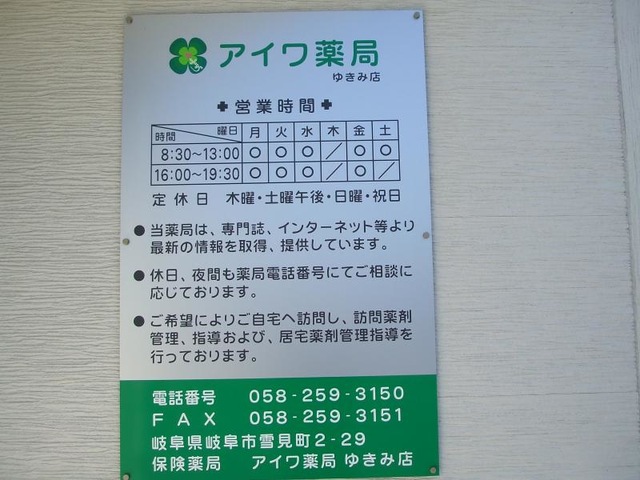 アイワ薬局
ゆきみ店
営業時間
時間 曜日 月 火 水 木 金 土
8:30~13:00 ○ ○ ○ / ○ ○
16:00~19:30 ○ ○ ○ / ○ /
定休日 木曜・土曜午後・日曜・祝日
●当薬局は、専門誌、インターネット等より
最新の情報を取得、提供しています。
●休日、夜間も薬局電話番号にてご相談に
応じております。
●ご希望によりご自宅へ訪問し、訪問薬剤
管理、指導および、居宅薬剤管理指導を
行っております。
電話番号 058-259-3150
FAX 058-259-3151
岐阜県岐阜市雪見町2-29
保険薬局 アイワ薬局 ゆきみ店